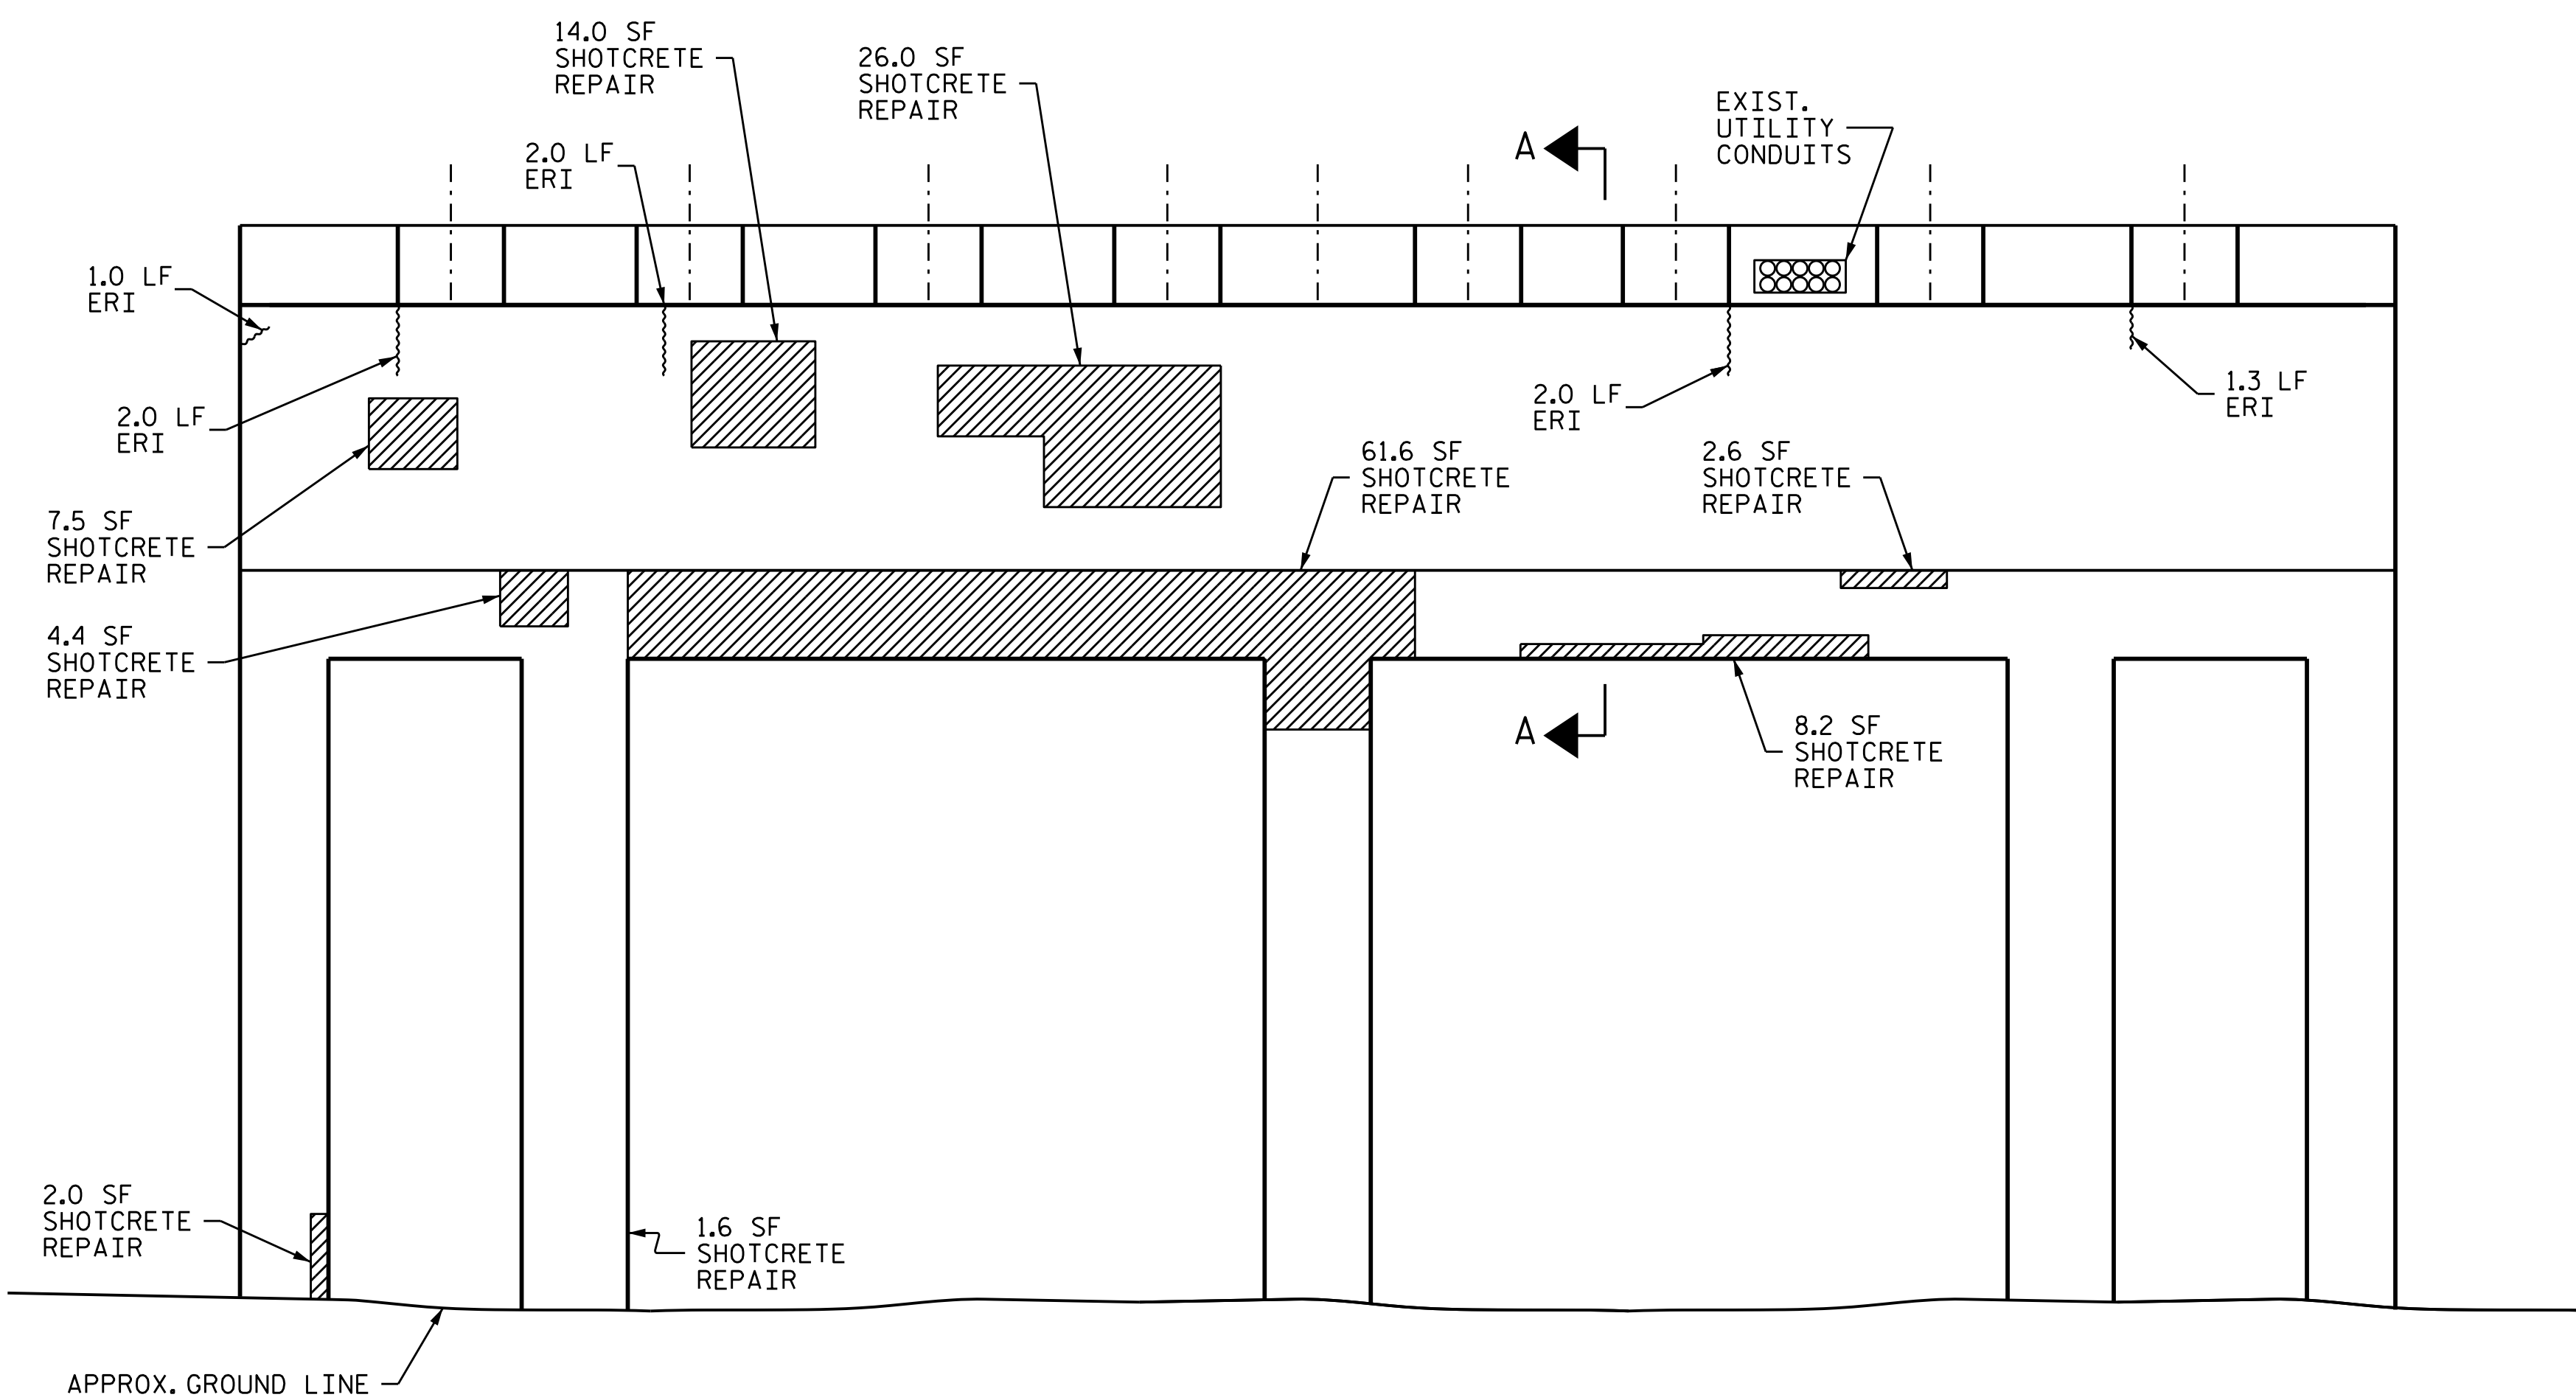 14.0 SF
SHOTCRETE
REPAIR
26.0 SF
SHOTCRETE
REPAIR
EXIST.
UTILITY
CONDUITS
A
2.0 LF
ERI
1.0 LF
ERI
2.0 LF
ERI
2.0 LF
ERI
1.3 LF
ERI
7.5 SF
SHOTCRETE
REPAIR
61.6 SF
SHOTCRETE
REPAIR
2.6 SF
SHOTCRETE
REPAIR
4.4 SF
SHOTCRETE
REPAIR
A
8.2 SF
SHOTCRETE
REPAIR
2.0 SF
SHOTCRETE
REPAIR
1.6 SF
SHOTCRETE
REPAIR
APPROX. GROUND LINE